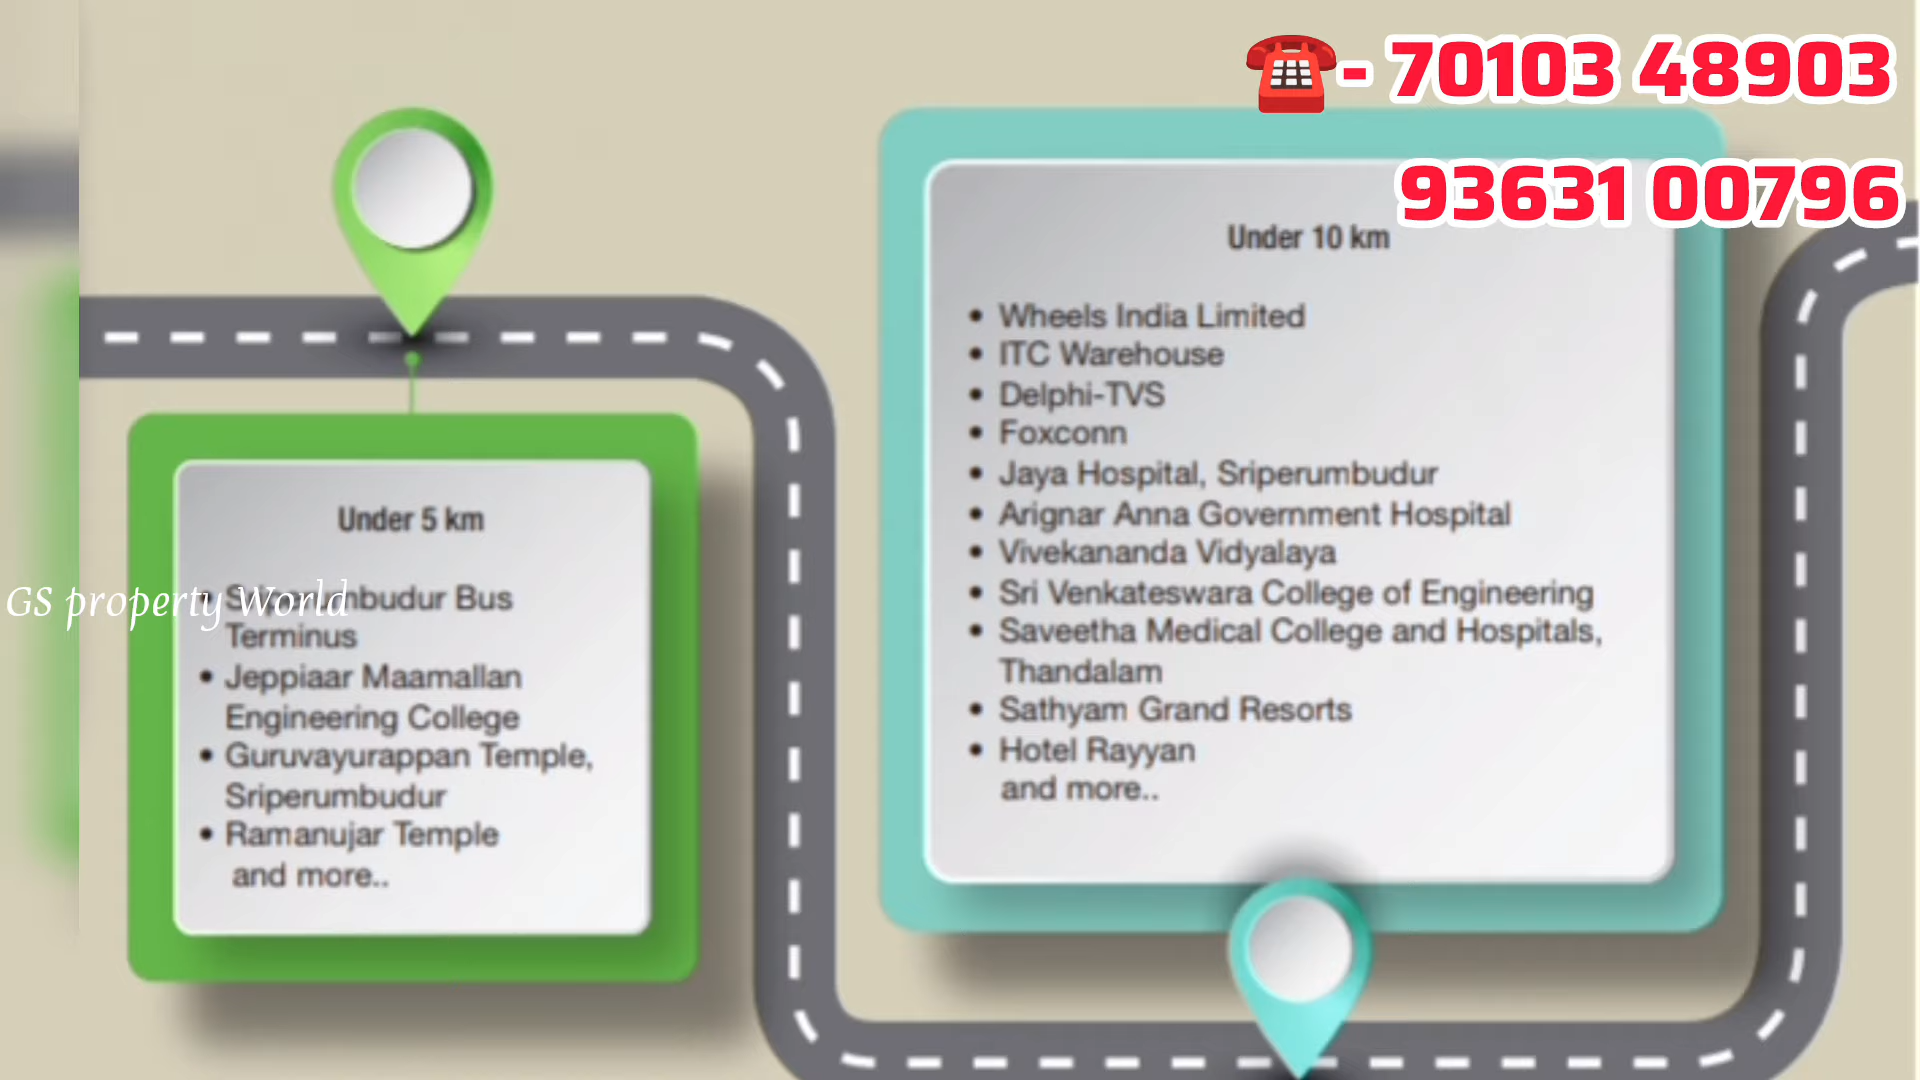 - 70103 48903
93631 00796
Under 5 km
GS property World
Bus
Terminus
• Jeppiaar Maamallan
Engineering College
• Guruvayurappan Temple,
Sriperumbudur
• Ramanujar Temple
and more..
Under 10 km
• Wheels India Limited
• ITC Warehouse
• Delphi-TVS
• Foxconn
• Jaya Hospital, Sriperumbudur
• Arignar Anna Government Hospital
• Vivekananda Vidyalaya
• Sri Venkateswara College of Engineering
• Saveetha Medical College and Hospitals,
Thandalam
• Sathyam Grand Resorts
• Hotel Rayyan
and more..